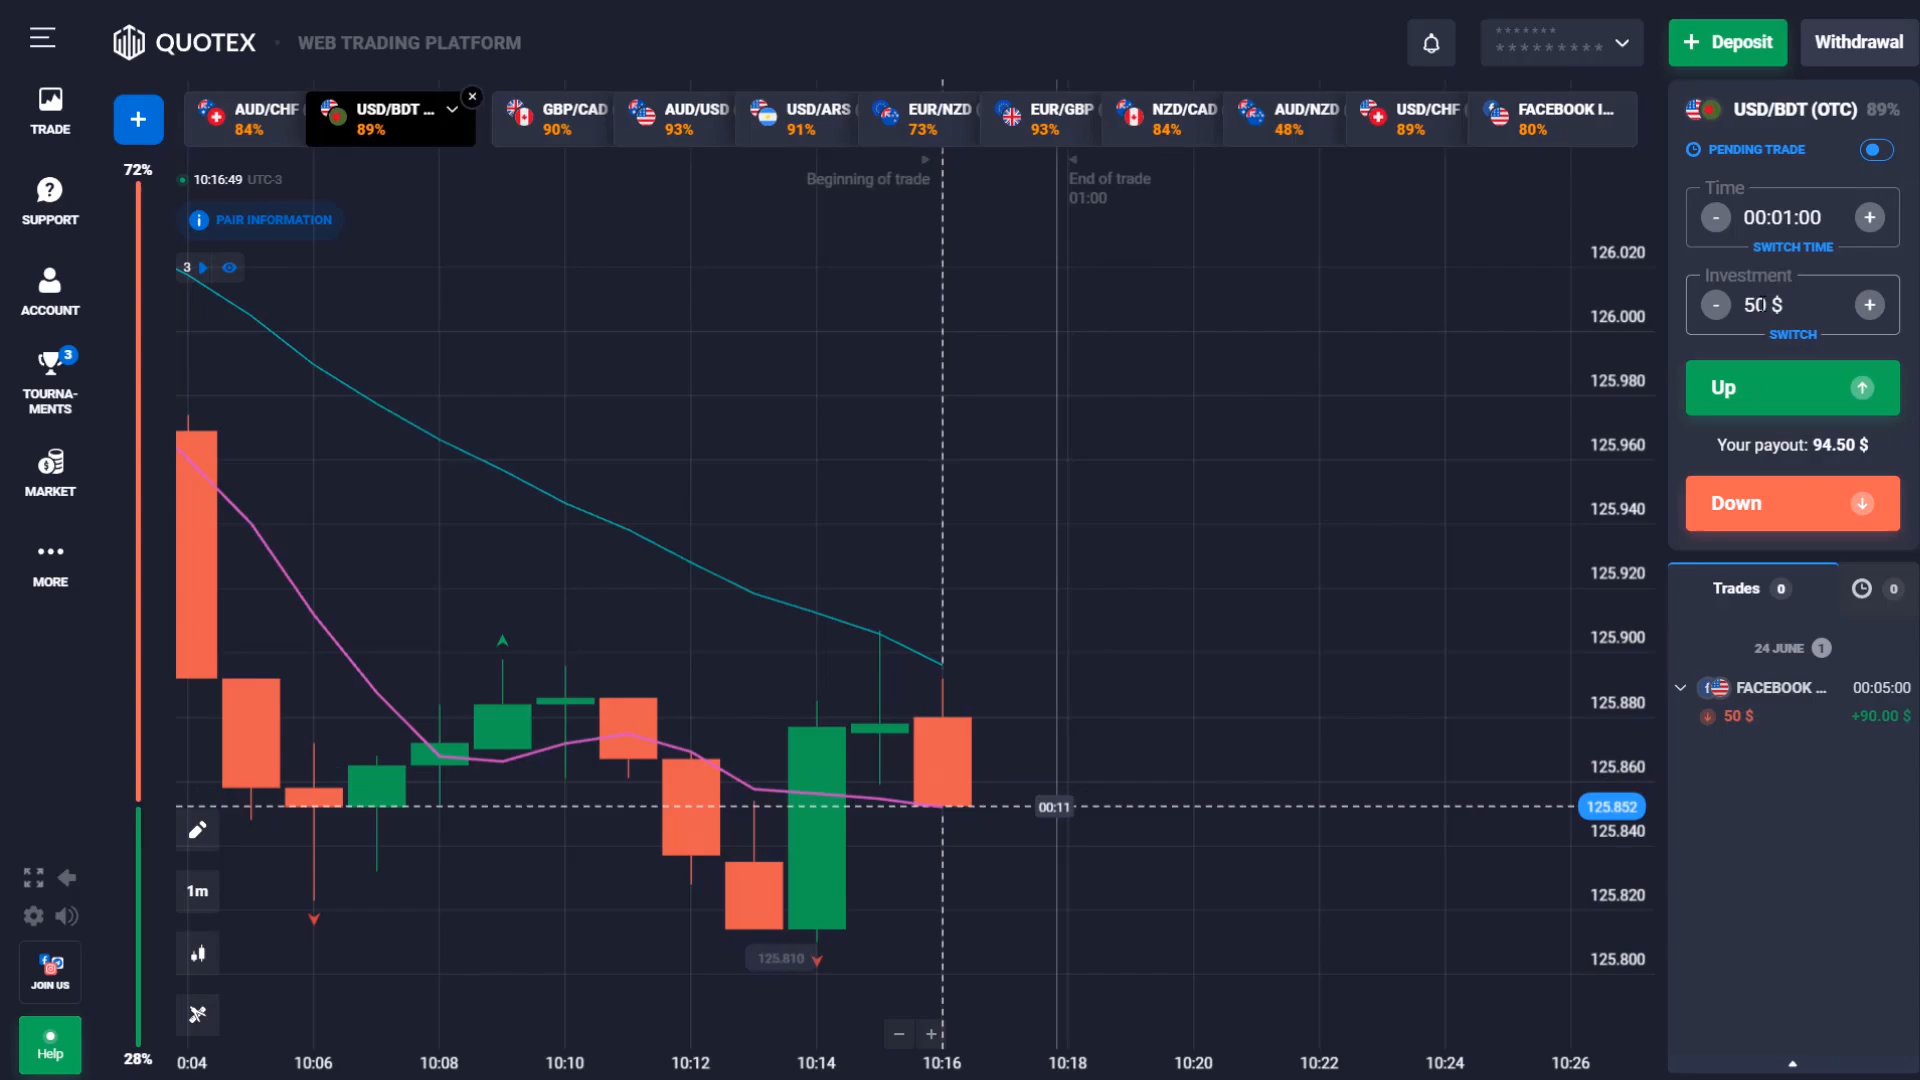 QUOTEX
WEB TRADING PLATFORM
*******
*********
+ Deposit
Withdrawal
TRADE
SUPPORT
ACCOUNT
3
TOURNA-
MENTS
MARKET
MORE
JOIN US
Help
+
AUD/CHF
84%
USD/BDT ...
89%
GBP/CAD
90%
AUD/USD
93%
USD/ARS
91%
EUR/NZD
73%
EUR/GBP
93%
NZD/CAD
84%
AUD/NZD
48%
USD/CHF
89%
FACEBOOK I...
80%
72%
28%
10:16:49 UTC-3
PAIR INFORMATION
3
Beginning of trade
End of trade
01:00
126.020
126.000
125.980
125.960
125.940
125.920
125.900
125.880
125.860
125.852
125.840
125.820
125.800
00:11
125.810
1m
0:04
10:06
10:08
10:10
10:12
10:14
10:16
10:18
10:20
10:22
10:24
10:26
USD/BDT (OTC) 89%
PENDING TRADE
Time
- 00:01:00 +
SWITCH TIME
Investment
- 50 $ +
SWITCH
Up
Your payout: 94.50 $
Down
Trades 0
0
24 JUNE 1
FACEBOOK ... 00:05:00
50 $ +90.00 $